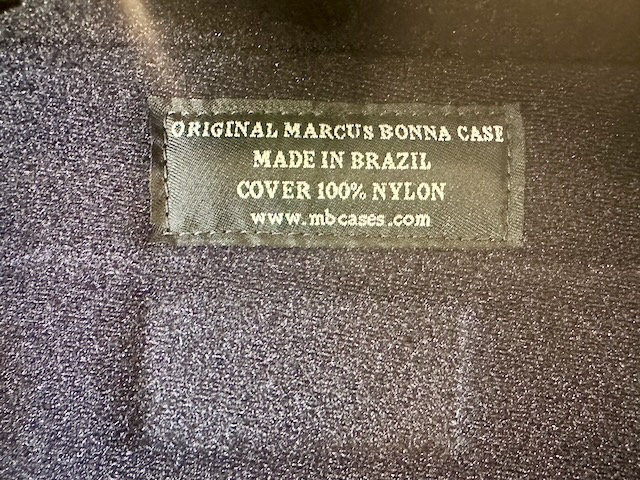 ORIGINAL MARCUS BONNA CASE
MADE IN BRAZIL
COVER 100% NYLON
www.mbcases.com